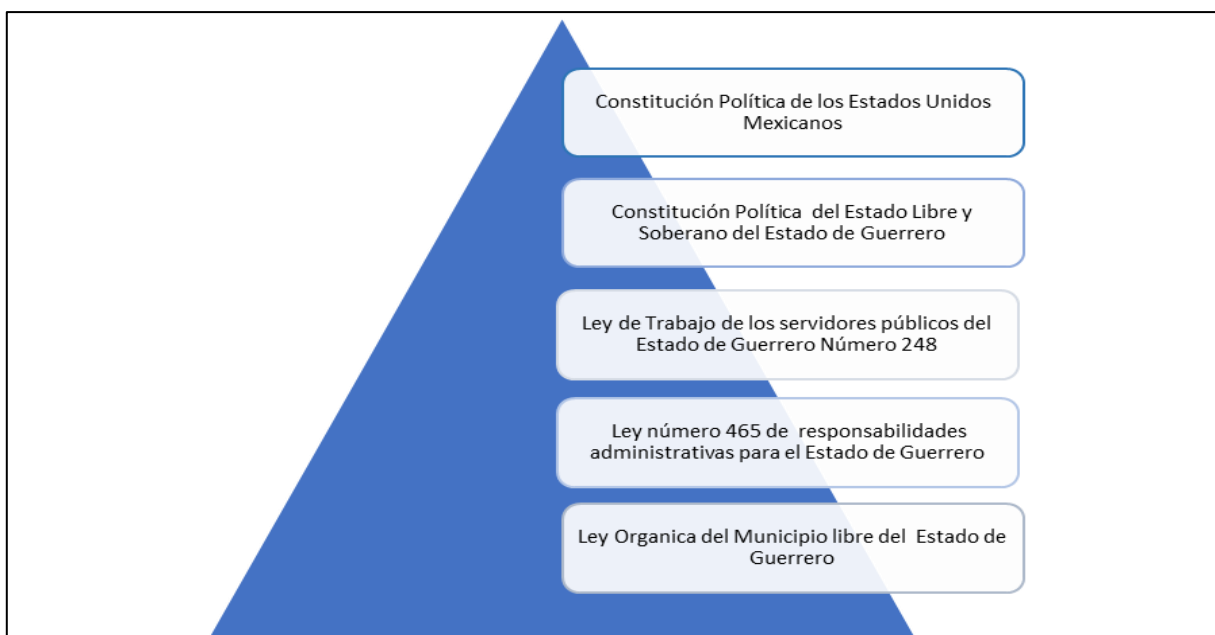 Constitución Política de los Estados Unidos
Mexicanos
Constitución Política  del Estado Libre y
Soberano del Estado de Guerrero
Ley de Trabajo de los servidores públicos del
Estado de Guerrero Número 248
Ley número 465 de  responsabilidades
administrativas para el Estado de Guerrero
Ley Organica del Municipio libre del  Estado de
Guerrero